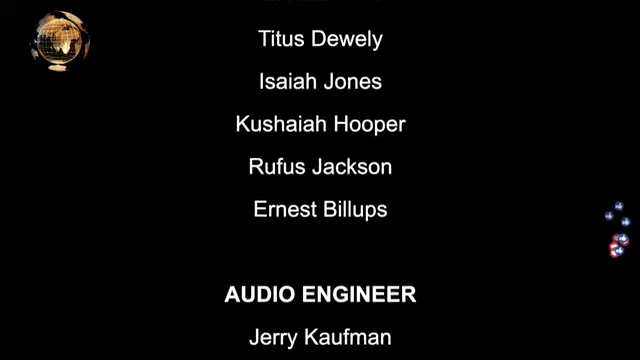 Titus Dewely
Isaiah Jones
Kushaiah Hooper
Rufus Jackson
Ernest Billups
AUDIO ENGINEER
Jerry Kaufman